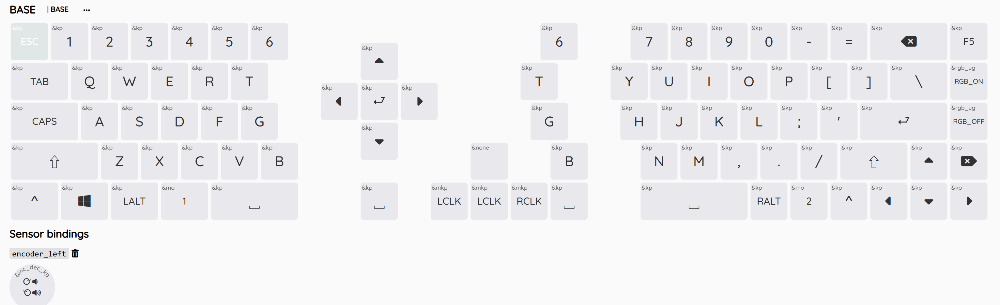 BASE | BASE ...
&kp &kp &kp &kp &kp &kp &kp &kp &kp &kp &kp &kp &kp &kp &kp &kp
ESC 1 2 3 4 5 6 6 7 8 9 0 - = F5
&kp
&kp &kp &kp &kp &kp &kp &kp &kp &kp &kp &kp &kp &kp &kp &kp &rgb_ug
TAB Q W E R T T Y U I O P [ ] \ RGB_ON
&kp &kp &kp
&kp &kp &kp &kp &kp &kp &kp &kp &kp &kp &kp &kp &kp &kp &rgb_ug
CAPS A S D F G G H J K L ; ' RGB_OFF
&kp
&kp &kp &kp &kp &kp &kp &none &kp &kp &kp &kp &kp &kp &kp &kp &kp
Z X C V B B N M , . /
&kp &kp &kp &mo &kp &kp &mkp &mkp &mkp &kp &kp &kp &mo &kp &kp &kp &kp
^ LALT 1 LCLK LCLK RCLK RALT 2 ^
Sensor bindings
encoder_left
&inc_dec_kp